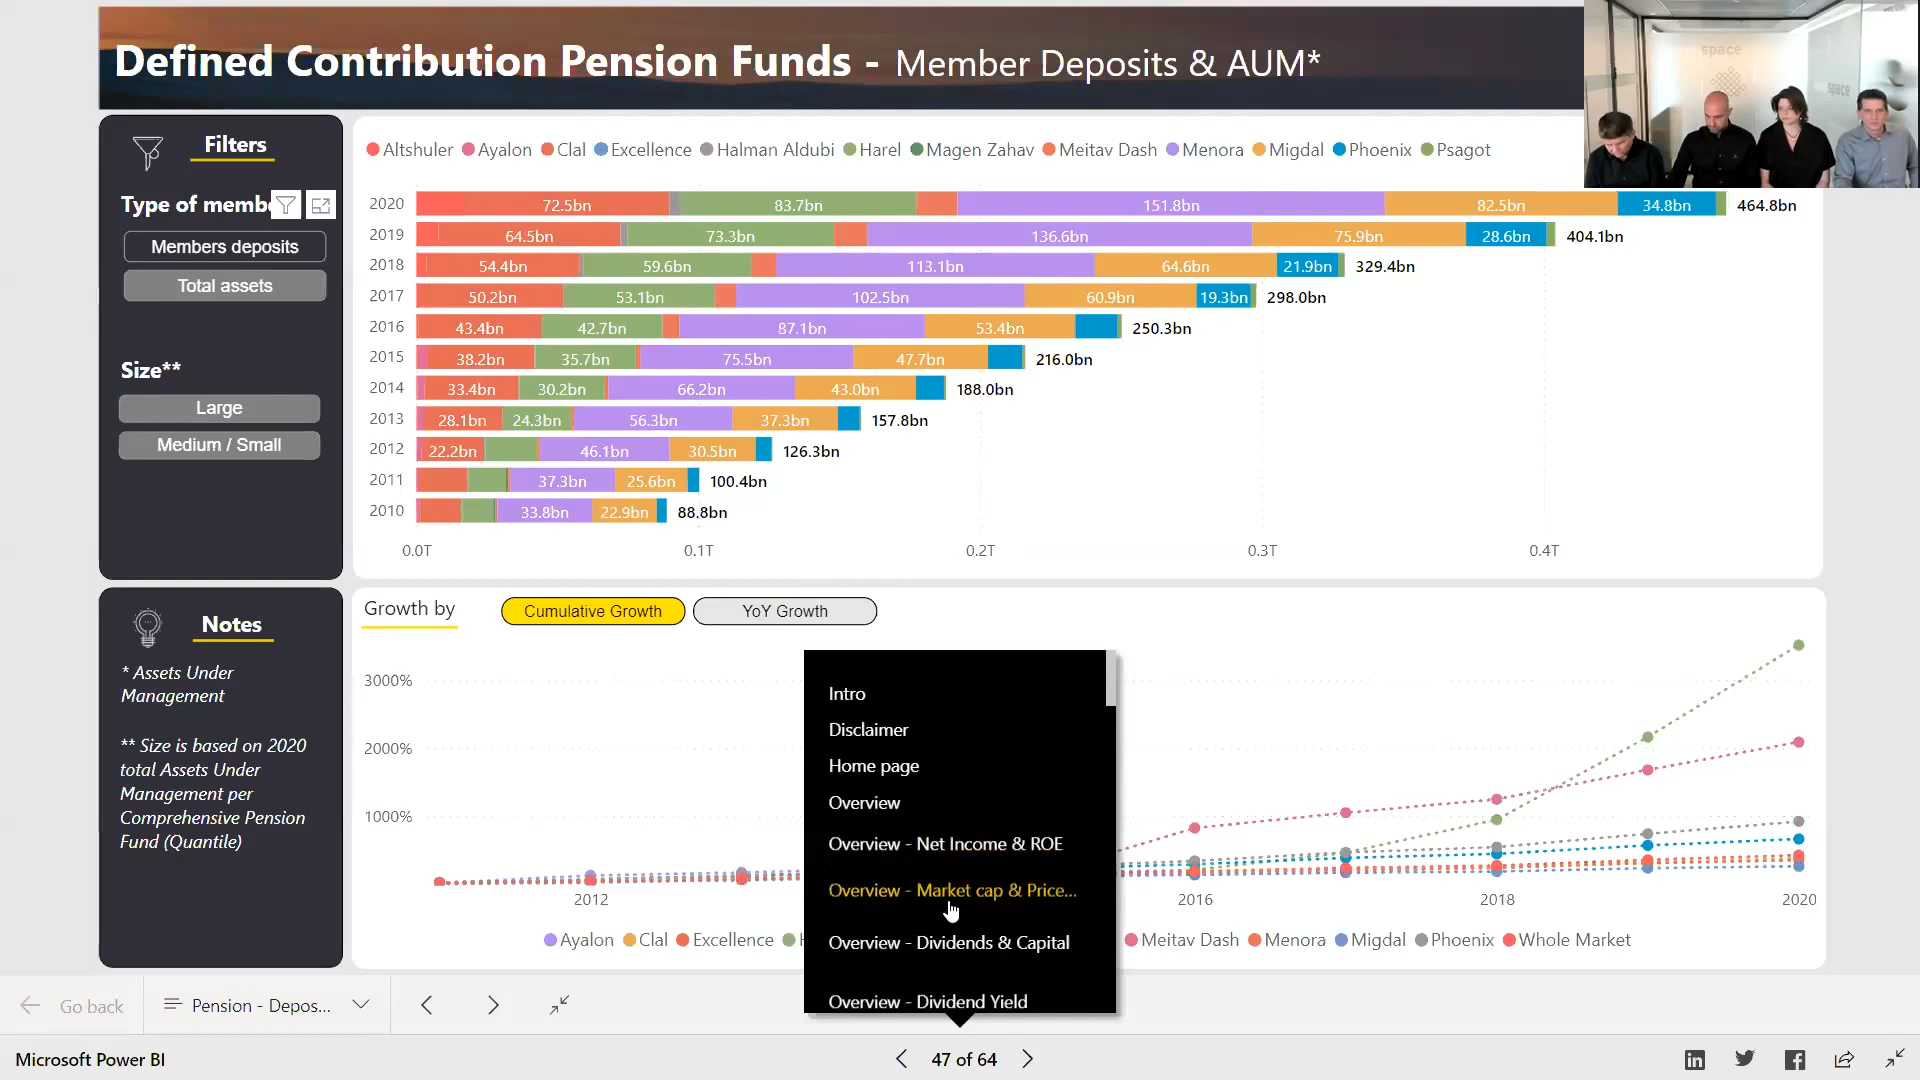 Defined Contribution Pension Funds - Member Deposits & AUM*
space
space
Filters
Type of membe
Members deposits
Total assets
Size**
Large
Medium / Small
Altshuler Ayalon Clal Excellence Halman Aldubi Harel Magen Zahav Meitav Dash Menora Migdal Phoenix Psagot
2020 72.5bn 83.7bn 151.8bn 82.5bn 34.8bn 464.8bn
2019 64.5bn 73.3bn 136.6bn 75.9bn 28.6bn 404.1bn
2018 54.4bn 59.6bn 113.1bn 64.6bn 21.9bn 329.4bn
2017 50.2bn 53.1bn 102.5bn 60.9bn 19.3bn 298.0bn
2016 43.4bn 42.7bn 87.1bn 53.4bn 250.3bn
2015 38.2bn 35.7bn 75.5bn 47.7bn 216.0bn
2014 33.4bn 30.2bn 66.2bn 43.0bn 188.0bn
2013 28.1bn 24.3bn 56.3bn 37.3bn 157.8bn
2012 22.2bn 46.1bn 30.5bn 126.3bn
2011 37.3bn 25.6bn 100.4bn
2010 33.8bn 22.9bn 88.8bn
0.0T 0.1T 0.2T 0.3T 0.4T
Notes
* Assets Under
Management
** Size is based on 2020
total Assets Under
Management per
Comprehensive Pension
Fund (Quantile)
Growth by Cumulative Growth YoY Growth
3000%
2000%
1000%
2012 2016 2018 2020
Ayalon Clal Excellence H Meitav Dash Menora Migdal Phoenix Whole Market
Intro
Disclaimer
Home page
Overview
Overview - Net Income & ROE
Overview - Market cap & Price...
Overview - Dividends & Capital
Overview - Dividend Yield
Go back Pension - Depos...
Microsoft Power BI 47 of 64